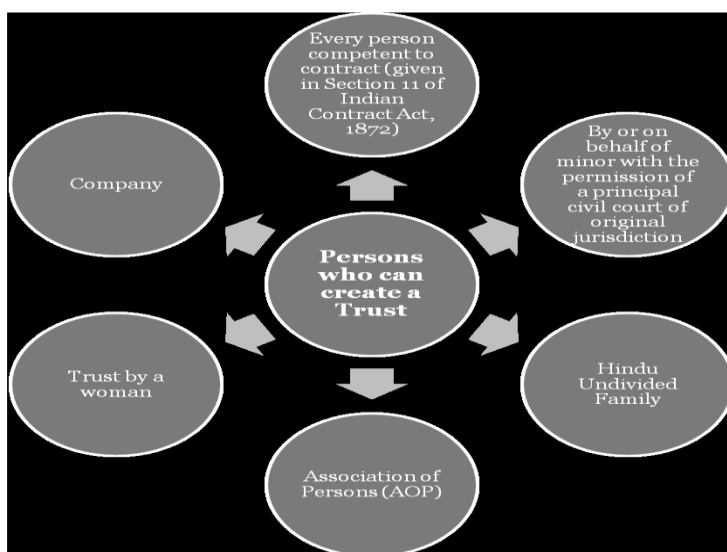 Every person
competent to
contract (given
in Section 11 of
Indian
Contract Act,
1872)
By or on
behalf of
minor with the
permission of
a principal
civil court of
original
jurisdiction
Hindu
Undivided
Family
Association of
Persons (AOP)
Trust by a
woman
Company
Persons
who can
create a
Trust